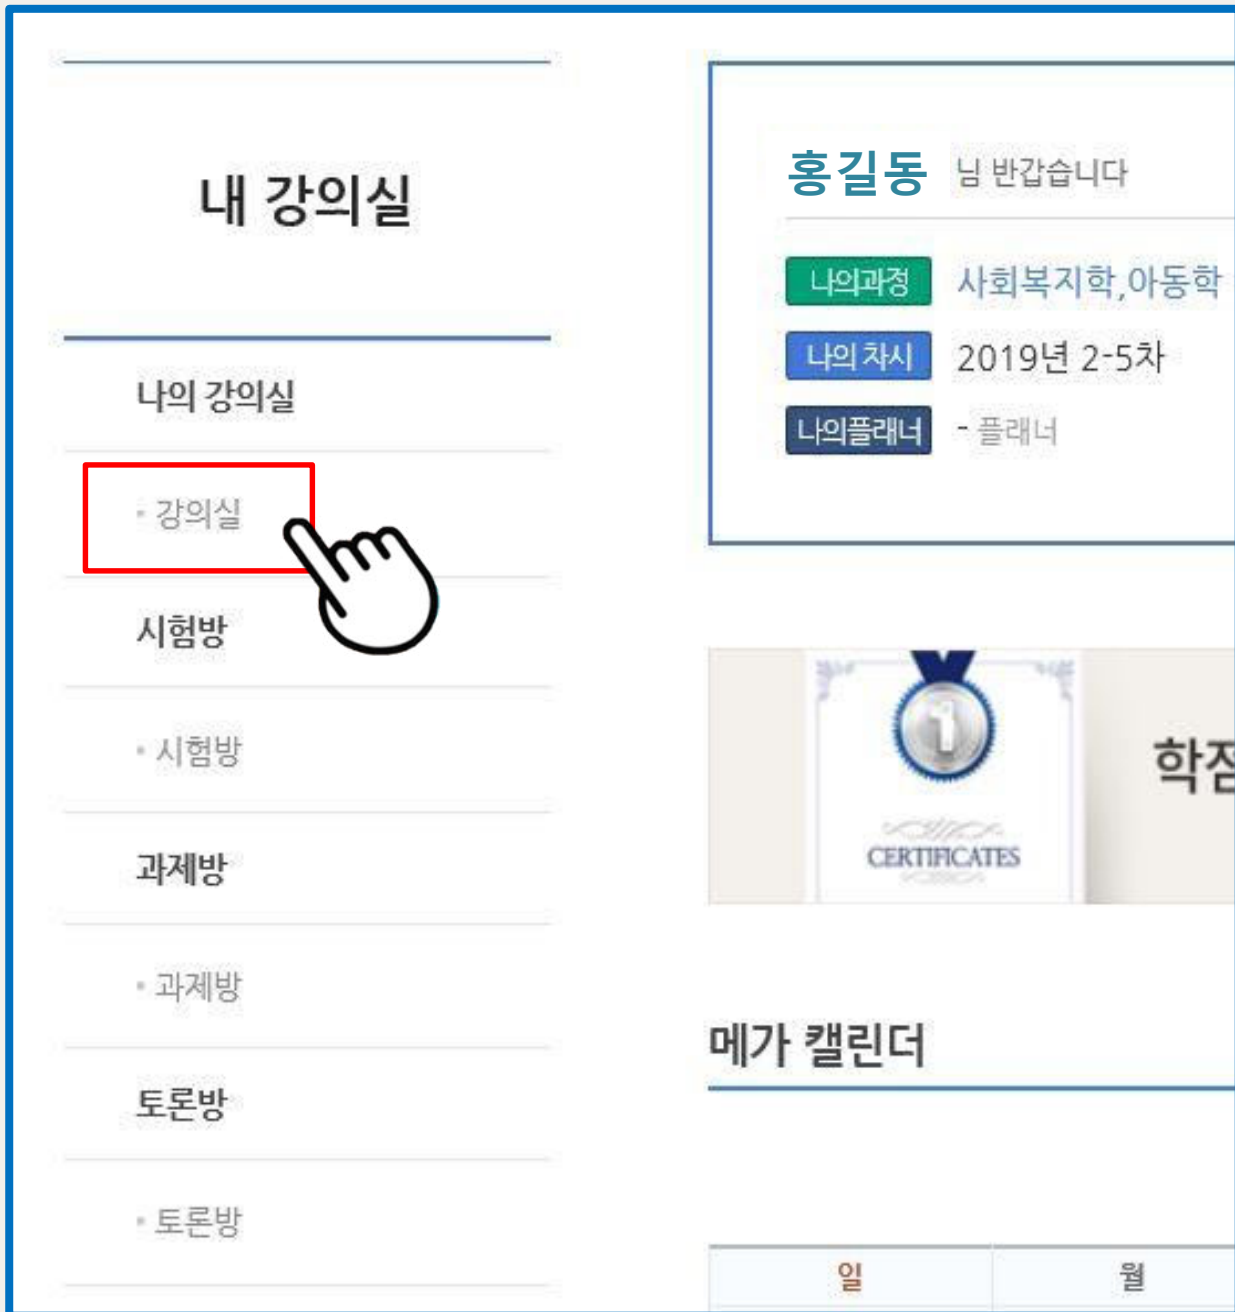 내 강의실
나의 강의실
강의실
시험방
시험방
과제방
과제방
토론방
토론방
홍길동 님 반갑습니다
나의과정 사회복지학,아동학
나의 차시 2019년 2-5차
나의플래너 - 플래너
1
CERTIFICATES
학점
메가 캘린더
일 월